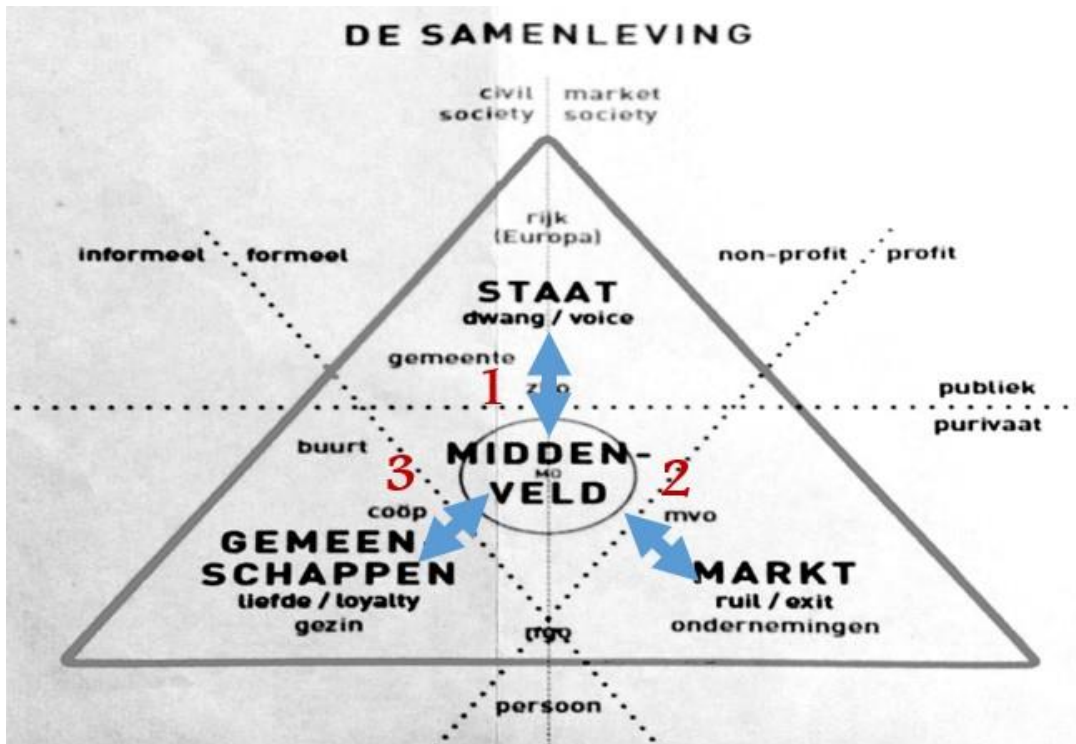 DE SAMENLEVING
civil market
society society
rijk
(Europa)
informeel formeel
non-profit profit
STAAT
dwang / voice
gemeente
1
publiek
purivaat
buurt
MIDDEN-
MO
VELD
3
2
coöp
mvo
GEMEEN
SCHAPPEN
liefde / loyalty
gezin
MARKT
ruil / exit
ondernemingen
persoon